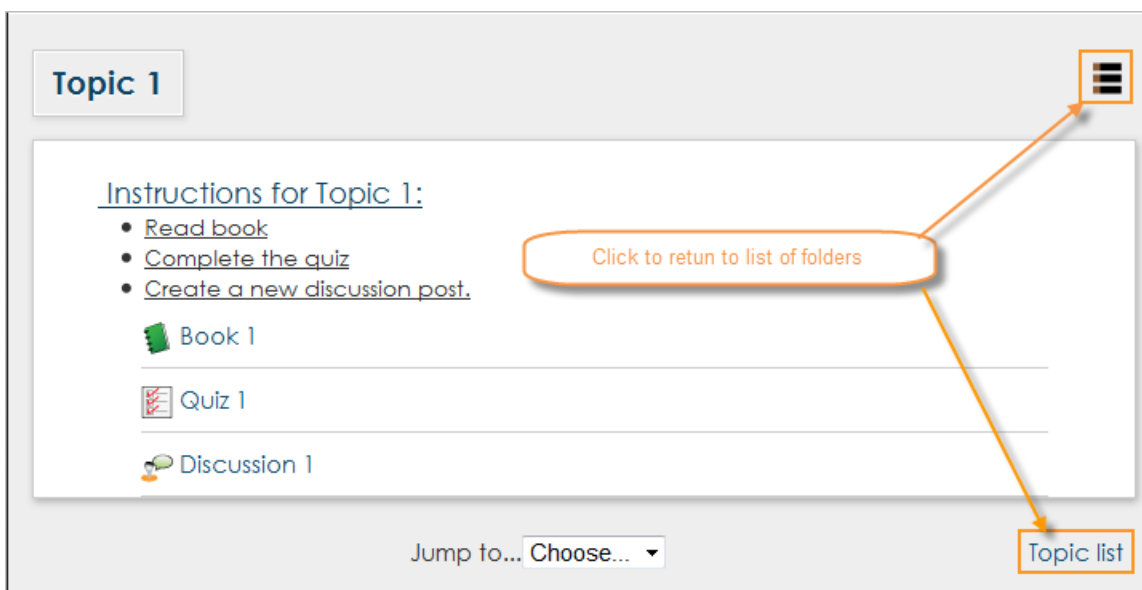 Topic 1
Instructions for Topic 1:
Read book
Complete the quiz
Create a new discussion post.
Click to retun to list of folders
Book 1
Quiz 1
Discussion 1
Jump to... Choose...
Topic list